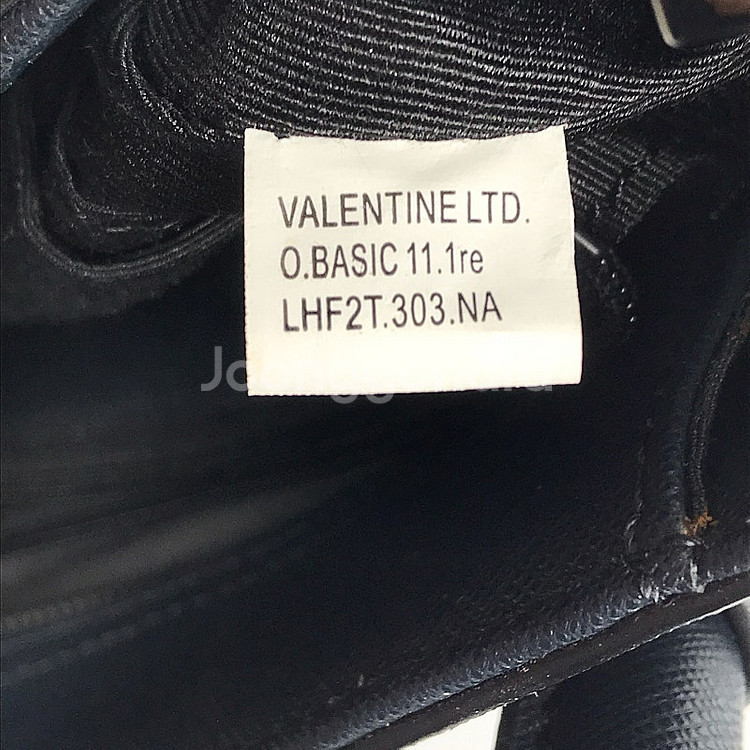 VALENTINE LTD.
O.BASIC 11.1re
LHF2T.303.NA